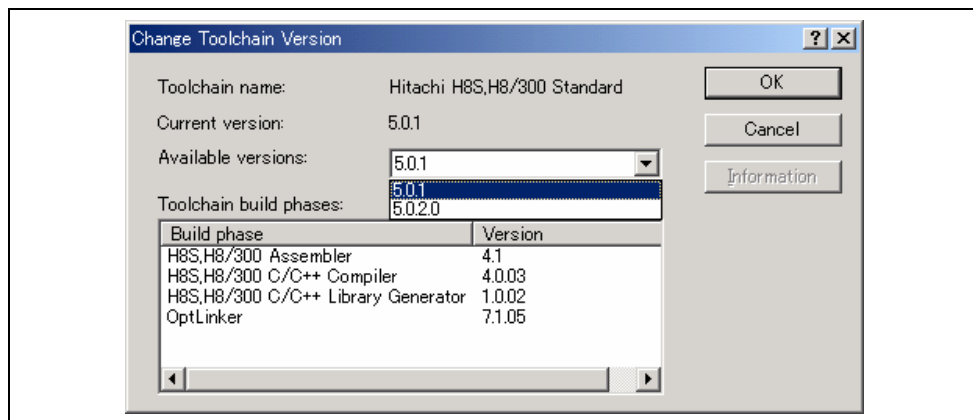 Change Toolchain Version
Toolchain name: Hitachi H8S,H8/300 Standard
Current version: 5.0.1
Available versions: 5.0.1
5.0.1
5.0.2.0
Toolchain build phases:
Build phase Version
H8S,H8/300 Assembler 4.1
H8S,H8/300 C/C++ Compiler 4.0.03
H8S,H8/300 C/C++ Library Generator 1.0.02
OptLinker 7.1.05
OK
Cancel
Information